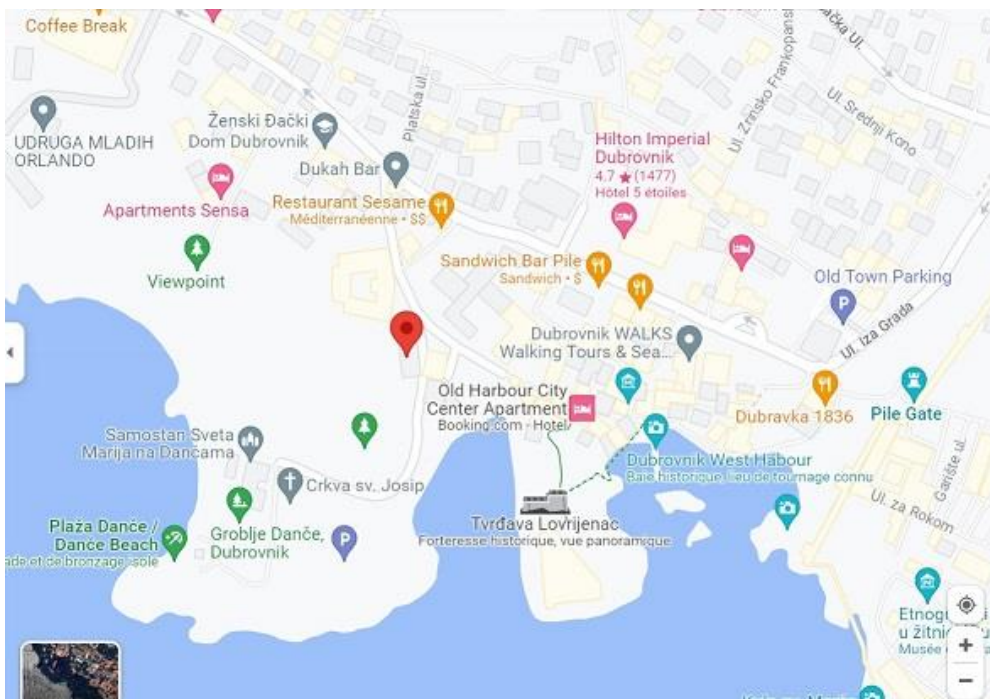 Coffee Break
UDRUGA MLADIH
ORLANDO
Ženski Đački
Dom Dubrovnik
Platska ul.
Dukah Bar
Apartments Sensa
Restaurant Sesame
Méditerranéenne • $$
Viewpoint
Hilton Imperial
Dubrovnik
4.7 ★ (1477)
Hôtel 5 étoiles
Ul. Zrinsko Frankopans
Ul. Srednji Kono
Sandwich Bar Pile
Sandwich • $
Old Town Parking
P
Ul. Iza Grada
Dubrovnik WALKS
Walking Tours & Sea...
Old Harbour City
Center Apartment
Booking.com - Hotel
Dubravka 1836
Pile Gate
Samostan Sveta
Marija na Dančama
Dubrovnik West Habour
Baie historique, lieu de tournage connu
Garište ul.
Crkva sv. Josip
Ul. za Rokom
Tvrđava Lovrijenac
Forteresse historique, vue panoramique
Plaža Danče /
Danče Beach
ade et de bronzage isole
Groblje Danče,
Dubrovnik
P
Etnogr
u žitni
Musée